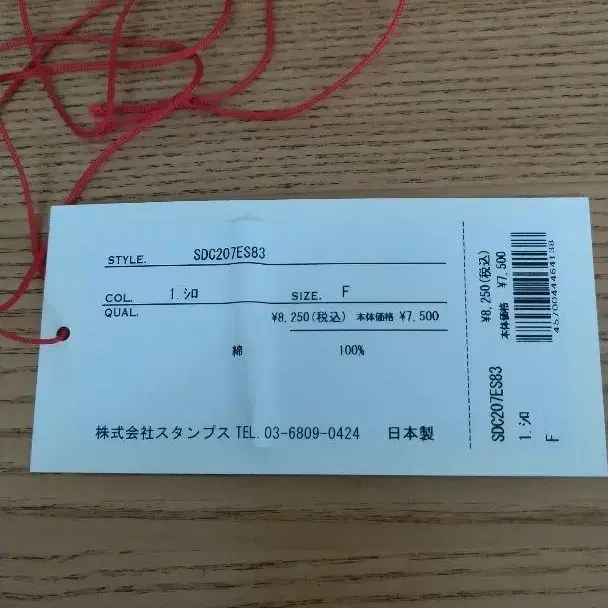 STYLE. SDC207ES83
COL. 1.シロ SIZE. F
QUAL. ¥8,250(税込) 本体価格 ¥7,500
綿 100%
株式会社スタンプス TEL. 03-6809-0424 日本製
¥8,250(税込)
本体価格 ¥7,500
4570044464138
SDC207ES83
1.シロ
F